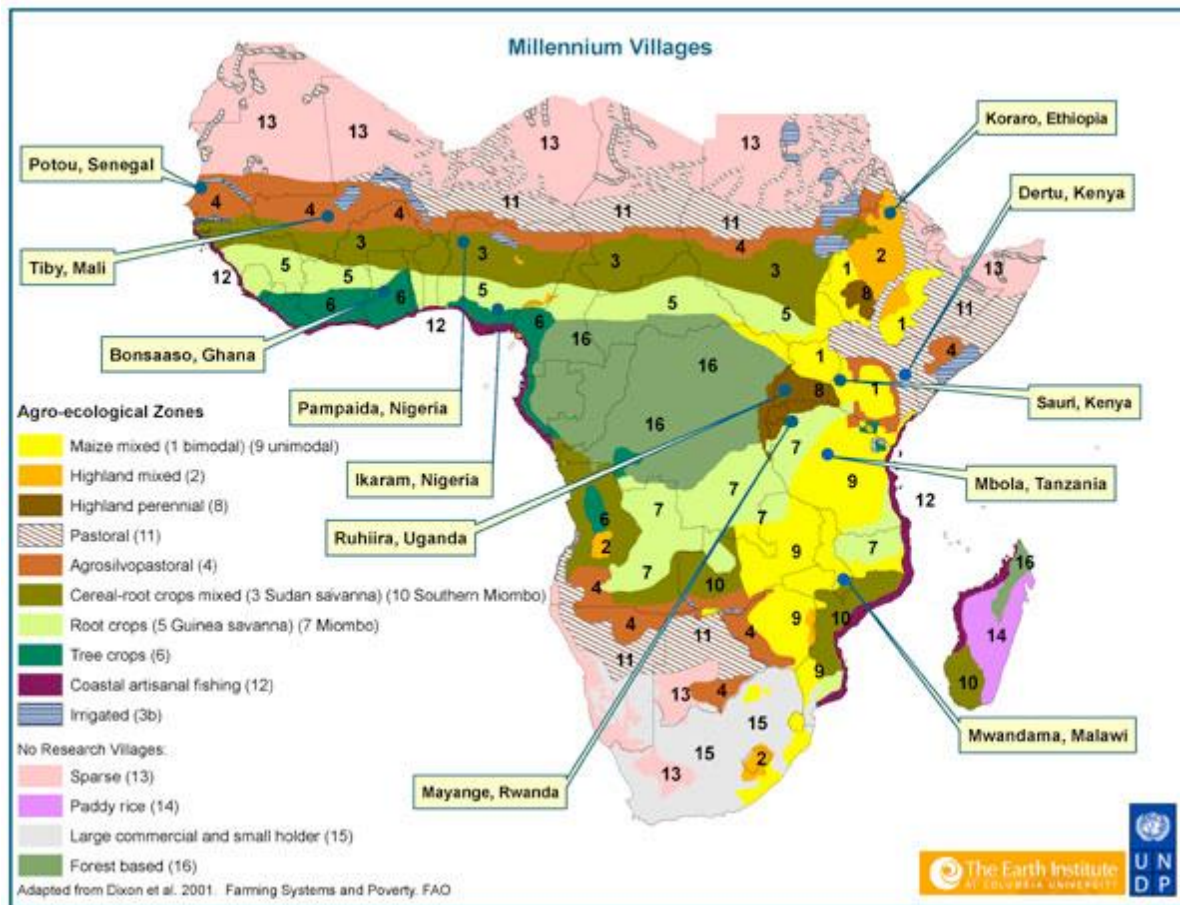 Millennium Villages
Koraro, Ethiopia
Potou, Senegal
Dertu, Kenya
Tiby, Mali
Bonsaaso, Ghana
Pampaida, Nigeria
Sauri, Kenya
Ikaram, Nigeria
Mbola, Tanzania
Ruhiira, Uganda
Mwandama, Malawi
Mayange, Rwanda
13 13 13 13
4 4 4 11 11 11 4
3 3 3 3
2 1 8 1 13 11 4
12 5 5 5 5 5
6 6 12 6
16 16 16
1 8 1
7 9 7 7 7 9 7 12
6 2 4 7 10 10
4 4 11 11 9 9
13 4 15 15 13 2
16 14 10
Agro-ecological Zones
Maize mixed (1 bimodal) (9 unimodal)
Highland mixed (2)
Highland perennial (8)
Pastoral (11)
Agrosilvopastoral (4)
Cereal-root crops mixed (3 Sudan savanna) (10 Southern Miombo)
Root crops (5 Guinea savanna) (7 Miombo)
Tree crops (6)
Coastal artisanal fishing (12)
Irrigated (3b)
No Research Villages:
Sparse (13)
Paddy rice (14)
Large commercial and small holder (15)
Forest based (16)
Adapted from Dixon et al. 2001. Farming Systems and Poverty. FAO
The Earth Institute
AT COLUMBIA UNIVERSITY
U N
D P